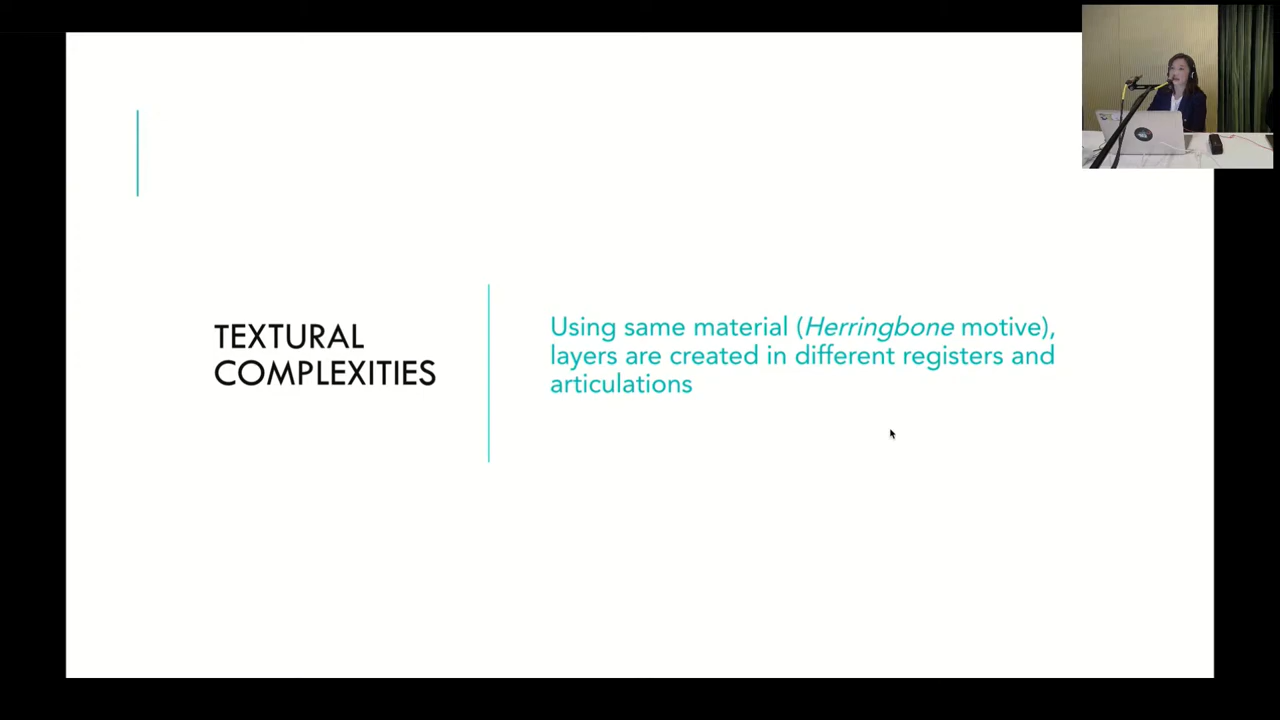 TEXTURAL
COMPLEXITIES
Using same material (Herringbone motive),
layers are created in different registers and
articulations